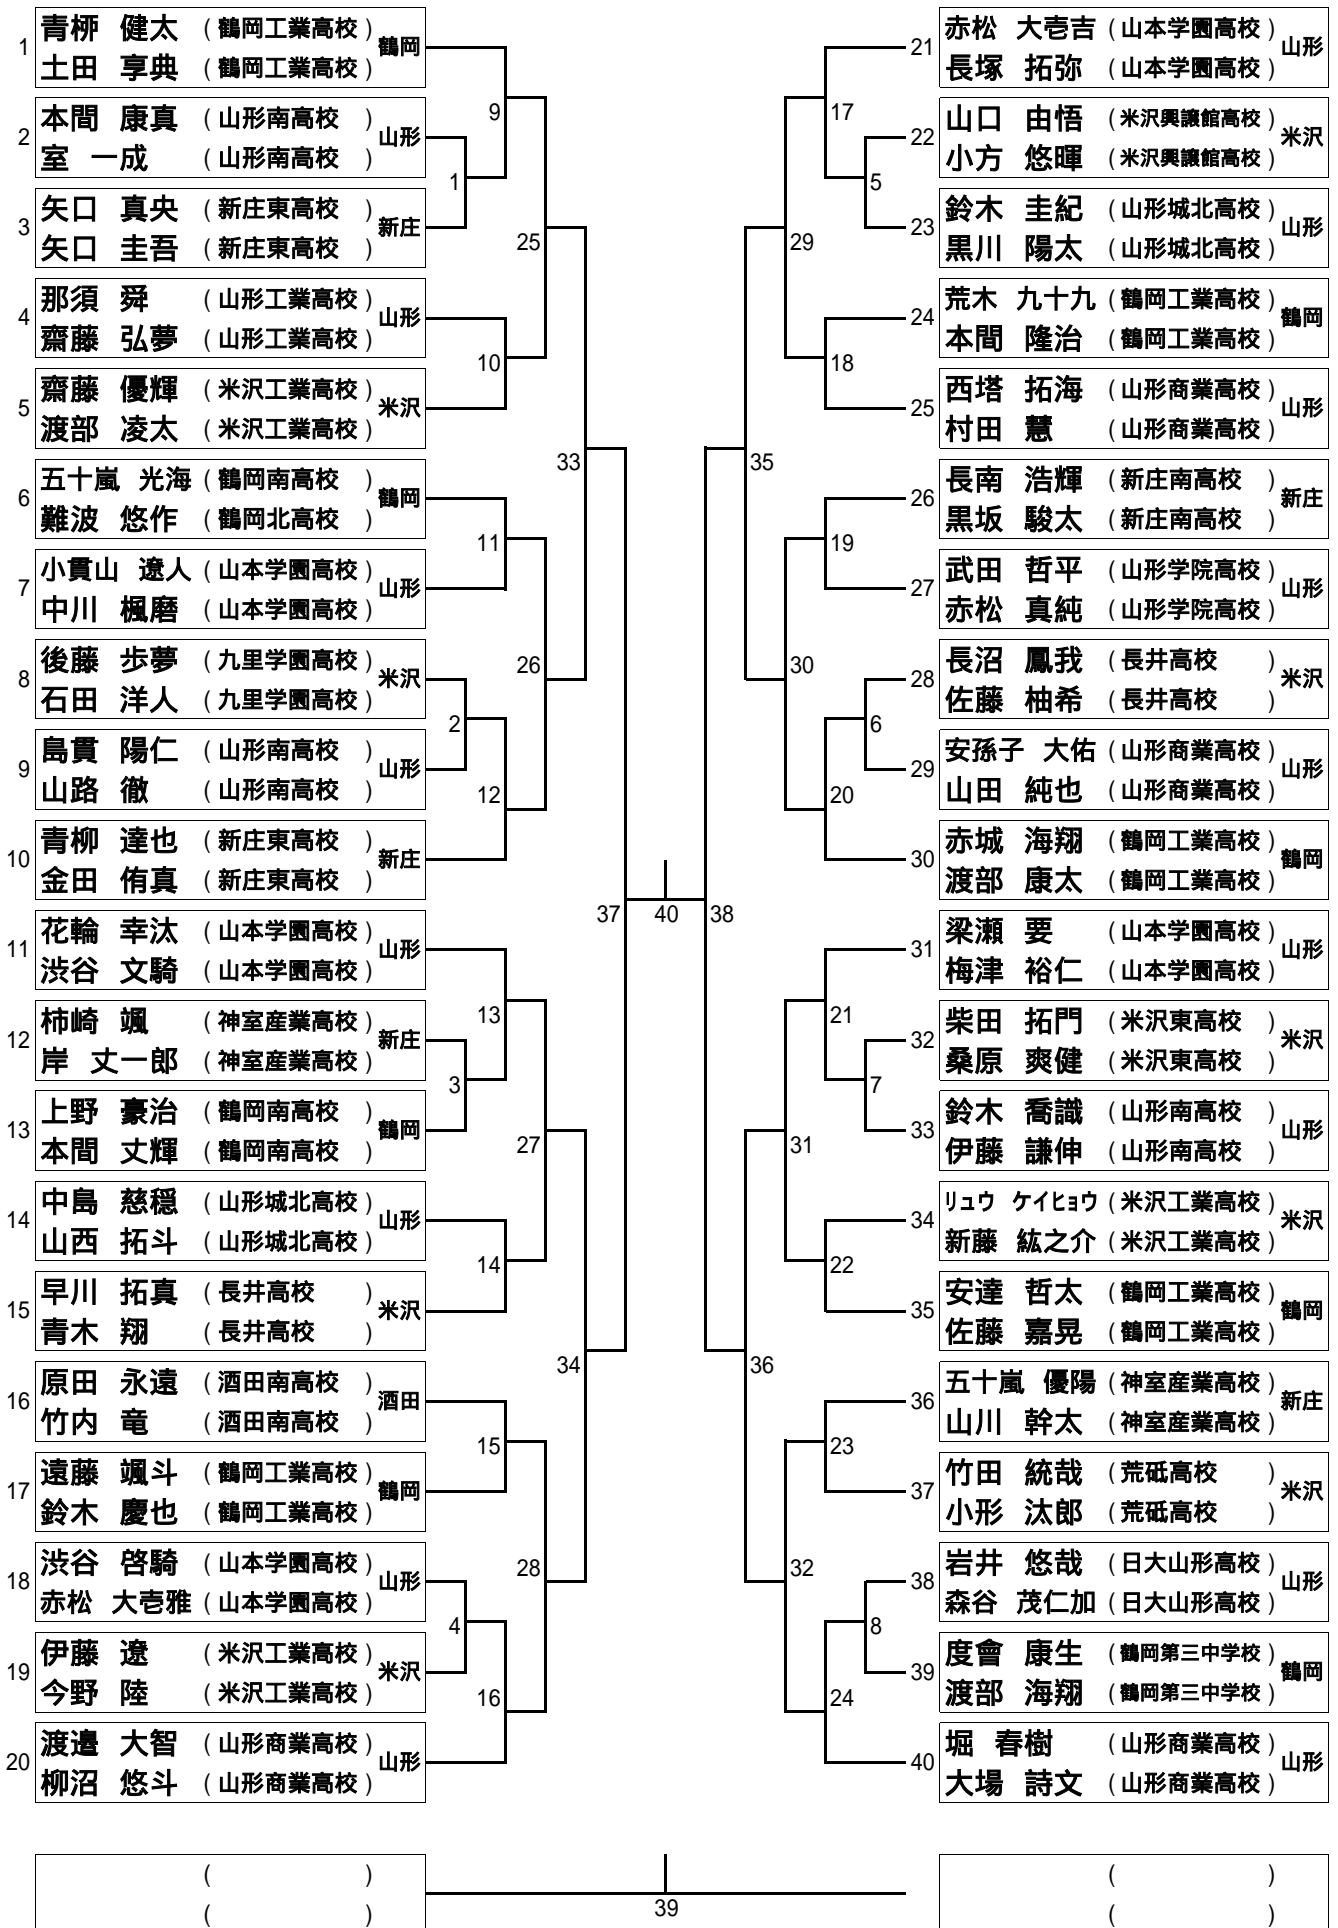 1 青栁 健太 (鶴岡工業高校) 鶴岡
土田 享典 (鶴岡工業高校)
2 本間 康真 (山形南高校) 山形
室 一成 (山形南高校)
3 矢口 真央 (新庄東高校) 新庄
矢口 圭吾 (新庄東高校)
4 那須 舜 (山形工業高校) 山形
齋藤 弘夢 (山形工業高校)
5 齋藤 優輝 (米沢工業高校) 米沢
渡部 凌太 (米沢工業高校)
6 五十嵐 光海 (鶴岡南高校) 鶴岡
難波 悠作 (鶴岡北高校)
7 小貫山 遼人 (山本学園高校) 山形
中川 楓磨 (山本学園高校)
8 後藤 歩夢 (九里学園高校) 米沢
石田 洋人 (九里学園高校)
9 島貫 陽仁 (山形南高校) 山形
山路 徹 (山形南高校)
10 青柳 達也 (新庄東高校) 新庄
金田 侑真 (新庄東高校)
11 花輪 幸汰 (山本学園高校) 山形
渋谷 文騎 (山本学園高校)
12 柿崎 颯 (神室産業高校) 新庄
岸 丈一郎 (神室産業高校)
13 上野 豪治 (鶴岡南高校) 鶴岡
本間 丈輝 (鶴岡南高校)
14 中島 慈穏 (山形城北高校) 山形
山西 拓斗 (山形城北高校)
15 早川 拓真 (長井高校) 米沢
青木 翔 (長井高校)
16 原田 永遠 (酒田南高校) 酒田
竹内 竜 (酒田南高校)
17 遠藤 颯斗 (鶴岡工業高校) 鶴岡
鈴木 慶也 (鶴岡工業高校)
18 渋谷 啓騎 (山本学園高校) 山形
赤松 大壱雅 (山本学園高校)
19 伊藤 遼 (米沢工業高校) 米沢
今野 陸 (米沢工業高校)
20 渡邉 大智 (山形商業高校) 山形
柳沼 悠斗 (山形商業高校)
9
1
25
10
33
11
26
2
12
37
13
3
27
14
34
15
28
4
16
40
38
17
5
29
18
35
19
30
6
20
21
7
31
22
36
23
32
8
24
21 赤松 大壱吉 (山本学園高校) 山形
長塚 拓弥 (山本学園高校)
22 山口 由悟 (米沢興譲館高校) 米沢
小方 悠暉 (米沢興譲館高校)
23 鈴木 圭紀 (山形城北高校) 山形
黒川 陽太 (山形城北高校)
24 荒木 九十九 (鶴岡工業高校) 鶴岡
本間 隆治 (鶴岡工業高校)
25 西塔 拓海 (山形商業高校) 山形
村田 慧 (山形商業高校)
26 長南 浩輝 (新庄南高校) 新庄
黒坂 駿太 (新庄南高校)
27 武田 哲平 (山形学院高校) 山形
赤松 真純 (山形学院高校)
28 長沼 鳳我 (長井高校) 米沢
佐藤 柚希 (長井高校)
29 安孫子 大佑 (山形商業高校) 山形
山田 純也 (山形商業高校)
30 赤城 海翔 (鶴岡工業高校) 鶴岡
渡部 康太 (鶴岡工業高校)
31 梁瀬 要 (山本学園高校) 山形
梅津 裕仁 (山本学園高校)
32 柴田 拓門 (米沢東高校) 米沢
桑原 爽健 (米沢東高校)
33 鈴木 喬識 (山形南高校) 山形
伊藤 謙伸 (山形南高校)
34 リュウ ケイヒョウ (米沢工業高校) 米沢
新藤 紘之介 (米沢工業高校)
35 安達 哲太 (鶴岡工業高校) 鶴岡
佐藤 嘉晃 (鶴岡工業高校)
36 五十嵐 優陽 (神室産業高校) 新庄
山川 幹太 (神室産業高校)
37 竹田 統哉 (荒砥高校) 米沢
小形 汰郎 (荒砥高校)
38 岩井 悠哉 (日大山形高校) 山形
森谷 茂仁加 (日大山形高校)
39 度會 康生 (鶴岡第三中学校) 鶴岡
渡部 海翔 (鶴岡第三中学校)
40 堀 春樹 (山形商業高校) 山形
大場 詩文 (山形商業高校)
( ) ( )
( ) 39 ( )